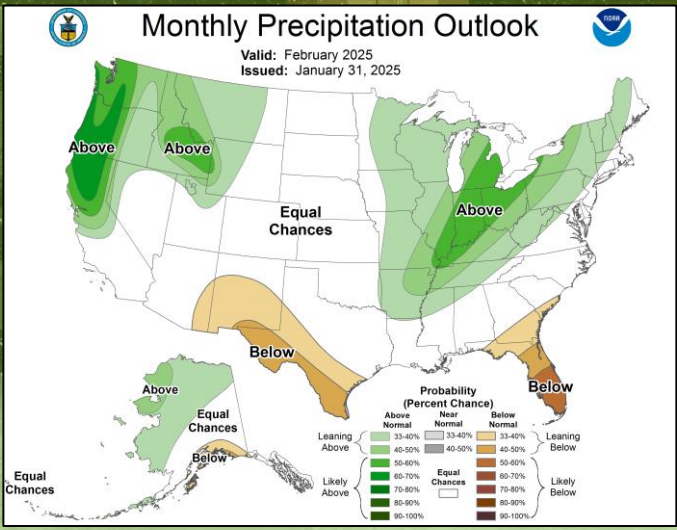 Monthly Precipitation Outlook
Valid: February 2025
Issued: January 31, 2025
NOAA
Above
Above
Above
Equal
Chances
Below
Below
Above
Equal
Chances
Below
Equal
Chances
Probability
(Percent Chance)
Above
Normal
Near
Normal
Below
Normal
Leaning
Above
33-40% 33-40% 33-40%
40-50% 40-50% 40-50%
Leaning
Below
Likely
Above
50-60% 50-60%
60-70% 60-70%
70-80% 70-80%
80-90% 80-90%
90-100% 90-100%
Equal
Chances
Likely
Below